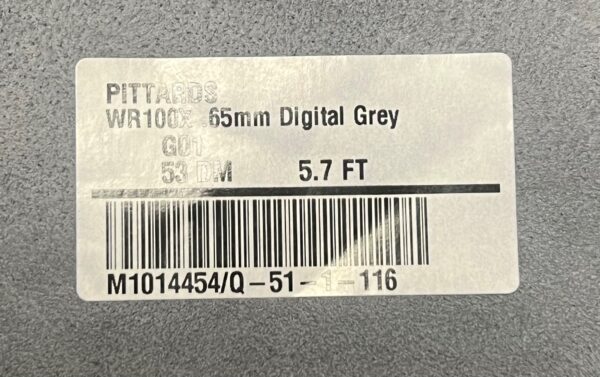 PITTARDS
WR100X .65mm Digital Grey
G01
53 DM 5.7 FT
M1014454/Q-51-1-116